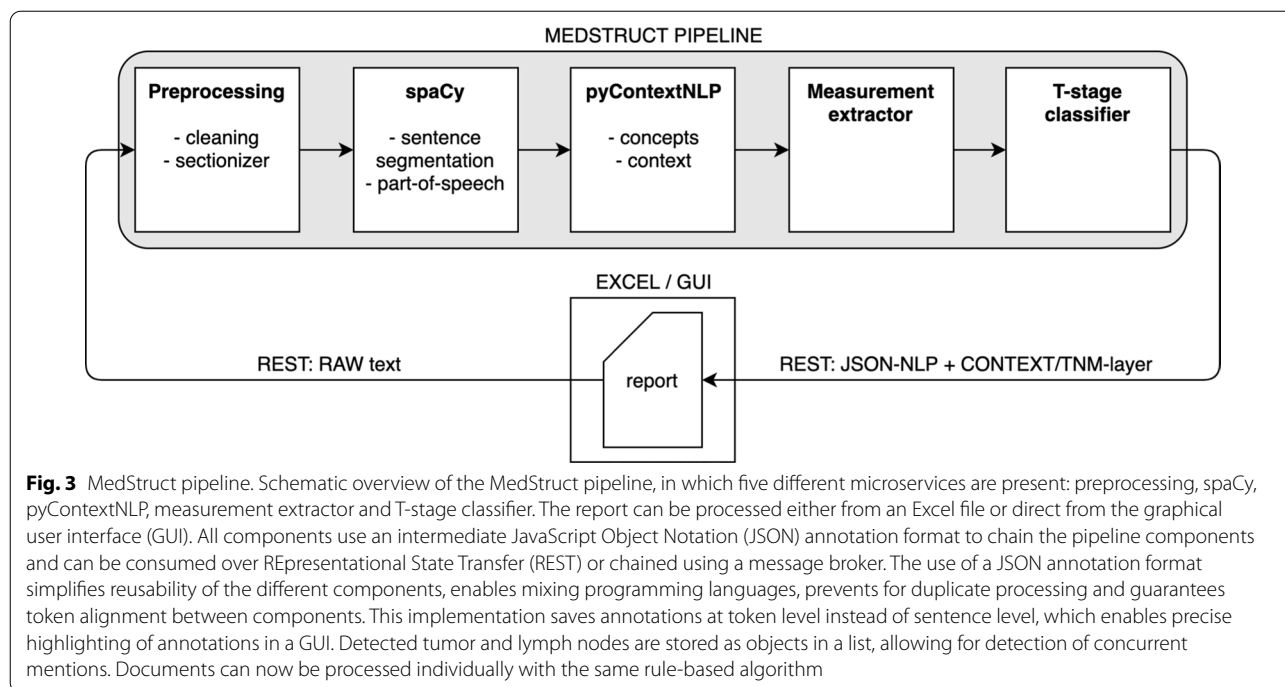 MEDSTRUCT PIPELINE
Preprocessing
- cleaning
- sectionizer
spaCy
- sentence
segmentation
- part-of-speech
pyContextNLP
- concepts
- context
Measurement
extractor
T-stage
classifier
EXCEL / GUI
REST: RAW text
report
REST: JSON-NLP + CONTEXT/TNM-layer
Fig. 3 MedStruct pipeline. Schematic overview of the MedStruct pipeline, in which five different microservices are present: preprocessing, spaCy,
pyContextNLP, measurement extractor and T-stage classifier. The report can be processed either from an Excel file or direct from the graphical
user interface (GUI). All components use an intermediate JavaScript Object Notation (JSON) annotation format to chain the pipeline components
and can be consumed over REpresentational State Transfer (REST) or chained using a message broker. The use of a JSON annotation format
simplifies reusability of the different components, enables mixing programming languages, prevents for duplicate processing and guarantees
token alignment between components. This implementation saves annotations at token level instead of sentence level, which enables precise
highlighting of annotations in a GUI. Detected tumor and lymph nodes are stored as objects in a list, allowing for detection of concurrent
mentions. Documents can now be processed individually with the same rule-based algorithm